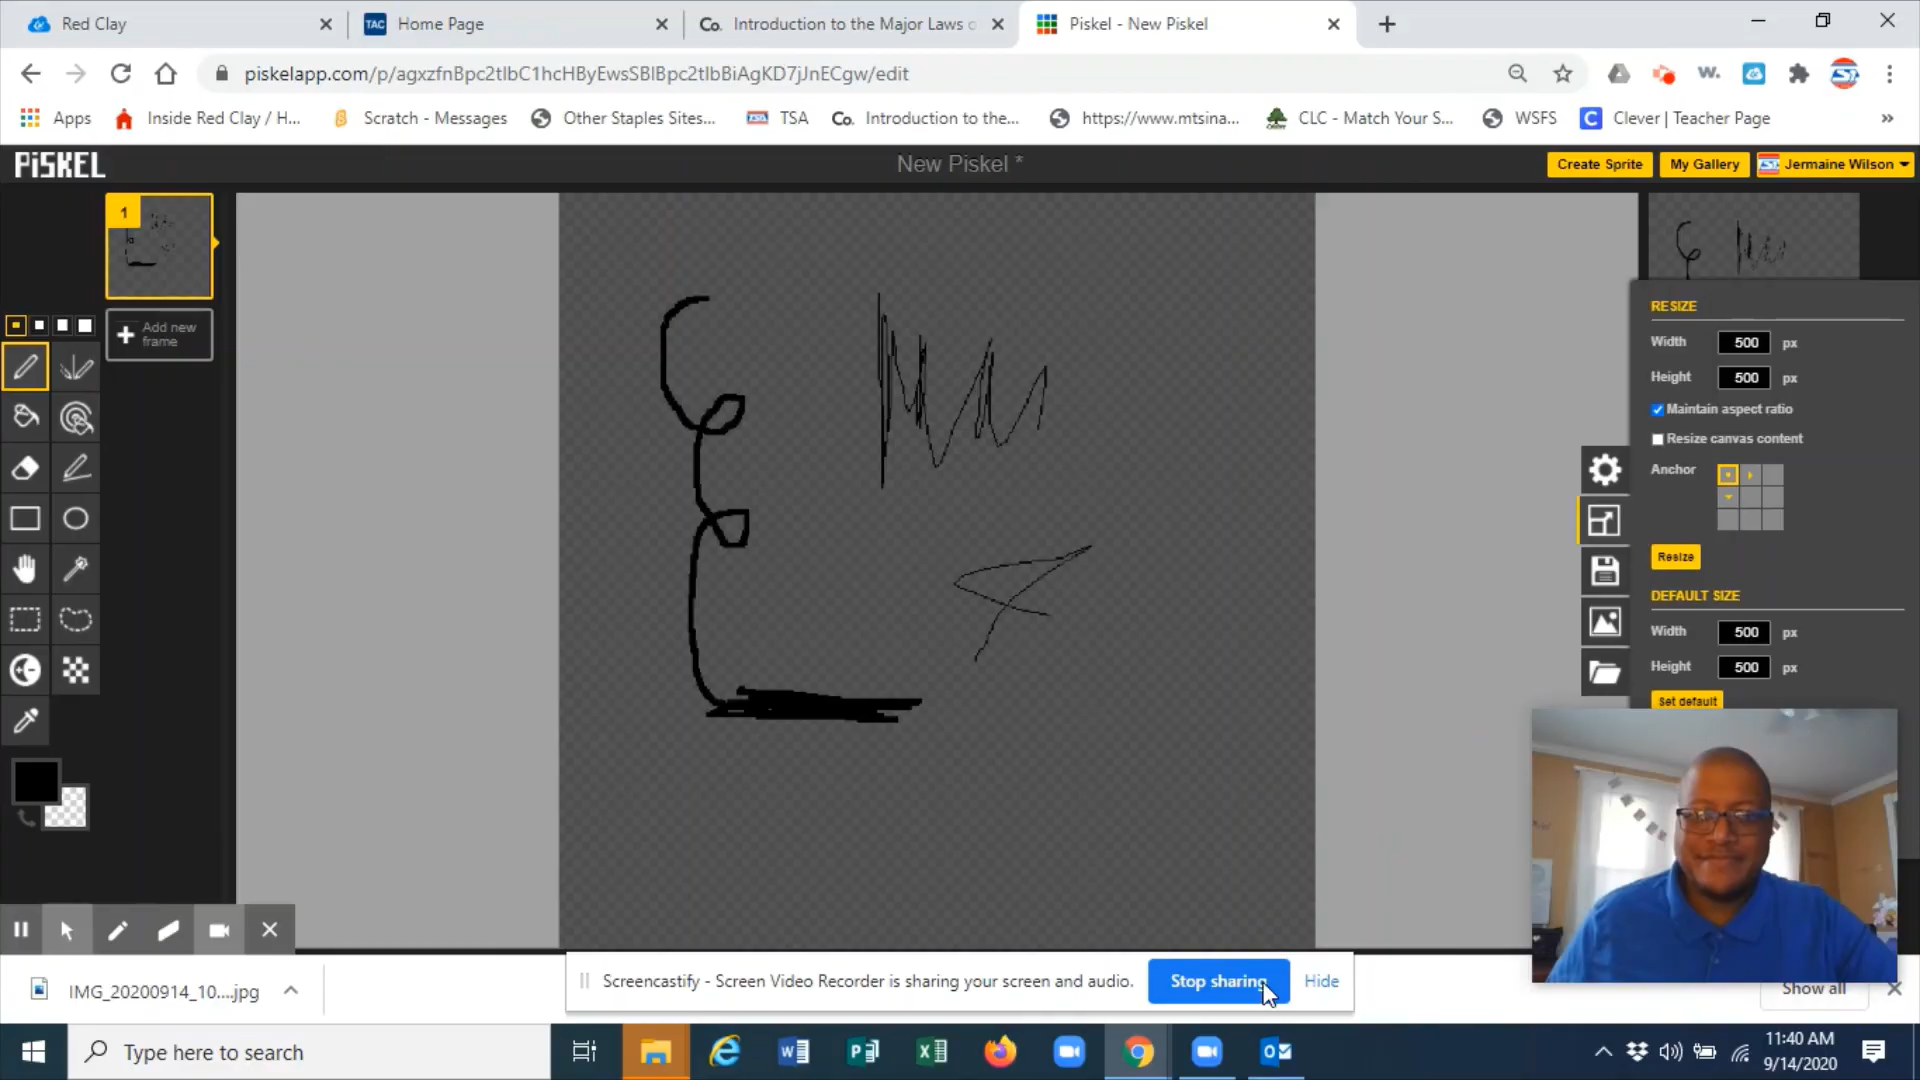 Red Clay
TAC Home Page
Co. Introduction to the Major Laws o
Piskel - New Piskel
piskelapp.com/p/agxzfnBpc2tlbC1hcHByEwsSBlBpc2tlbBiAgKD7jJnECgw/edit
w.
Apps
Inside Red Clay / H...
Scratch - Messages
Other Staples Sites...
TSA
Co. Introduction to the...
https://www.mtsina...
CLC - Match Your S...
WSFS
C Clever | Teacher Page
»
PiSKEL
New Piskel *
Create Sprite
My Gallery
Jermaine Wilson
1
Add new
frame
RESIZE
Width 500 px
Height 500 px
Maintain aspect ratio
Resize canvas content
Anchor
Resize
DEFAULT SIZE
Width 500 px
Height 500 px
Set default
Screencastify - Screen Video Recorder is sharing your screen and audio.
Stop sharing
Hide
IMG_20200914_10....jpg
Show all
Type here to search
11:40 AM
9/14/2020